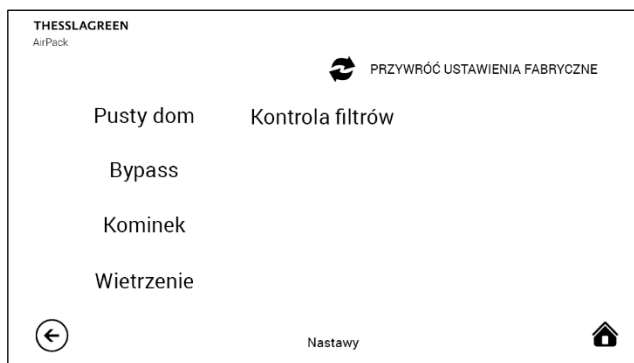 THESSLAGREEN
AirPack
PRZYWRÓĆ USTAWIENIA FABRYCZNE
Pusty dom
Kontrola filtrów
Bypass
Kominek
Wietrzenie
Nastawy